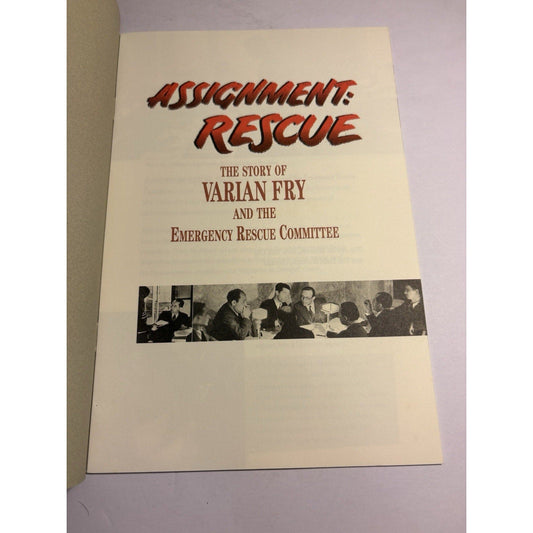 ASSIGNMENT:
RESCUE
THE STORY OF
VARIAN FRY
AND THE
EMERGENCY RESCUE COMMITTEE